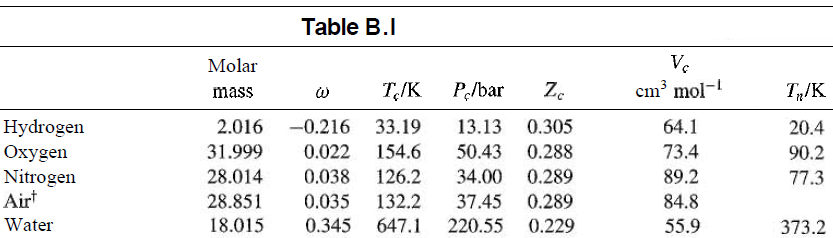 Table B.I
Molar mass ω Tc/K Pc/bar Zc Vc cm³ mol⁻¹ Tn/K
Hydrogen 2.016 −0.216 33.19 13.13 0.305 64.1 20.4
Oxygen 31.999 0.022 154.6 50.43 0.288 73.4 90.2
Nitrogen 28.014 0.038 126.2 34.00 0.289 89.2 77.3
Air† 28.851 0.035 132.2 37.45 0.289 84.8
Water 18.015 0.345 647.1 220.55 0.229 55.9 373.2